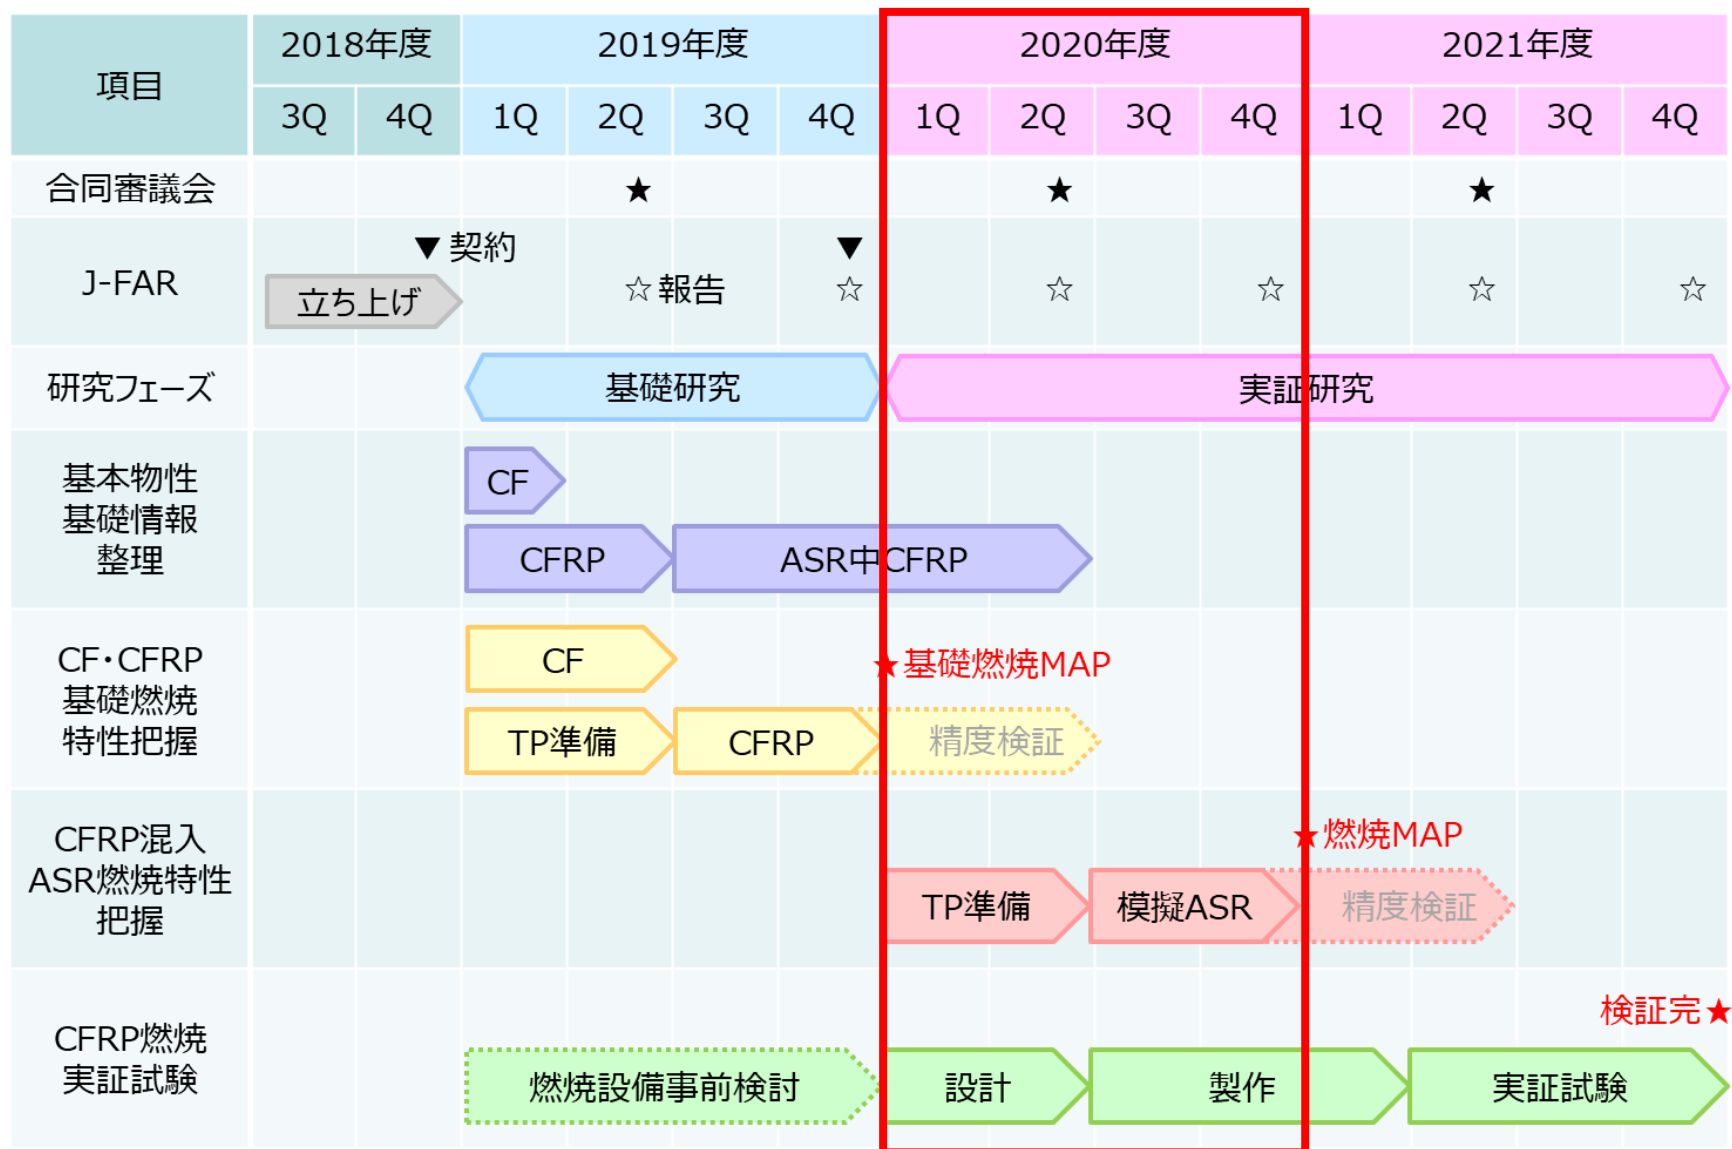 項目
2018年度
2019年度
2020年度
2021年度
3Q
4Q
1Q
2Q
3Q
4Q
1Q
2Q
3Q
4Q
1Q
2Q
3Q
4Q
合同審議会
★
★
★
J-FAR
▼契約
▼
立ち上げ
☆報告
☆
☆
☆
☆
☆
研究フェーズ
基礎研究
実証研究
基本物性
基礎情報
整理
CF
CFRP
ASR中CFRP
CF・CFRP
基礎燃焼
特性把握
CF
★基礎燃焼MAP
TP準備
CFRP
精度検証
CFRP混入
ASR燃焼特性
把握
★燃焼MAP
TP準備
模擬ASR
精度検証
CFRP燃焼
実証試験
検証完★
燃焼設備事前検討
設計
製作
実証試験